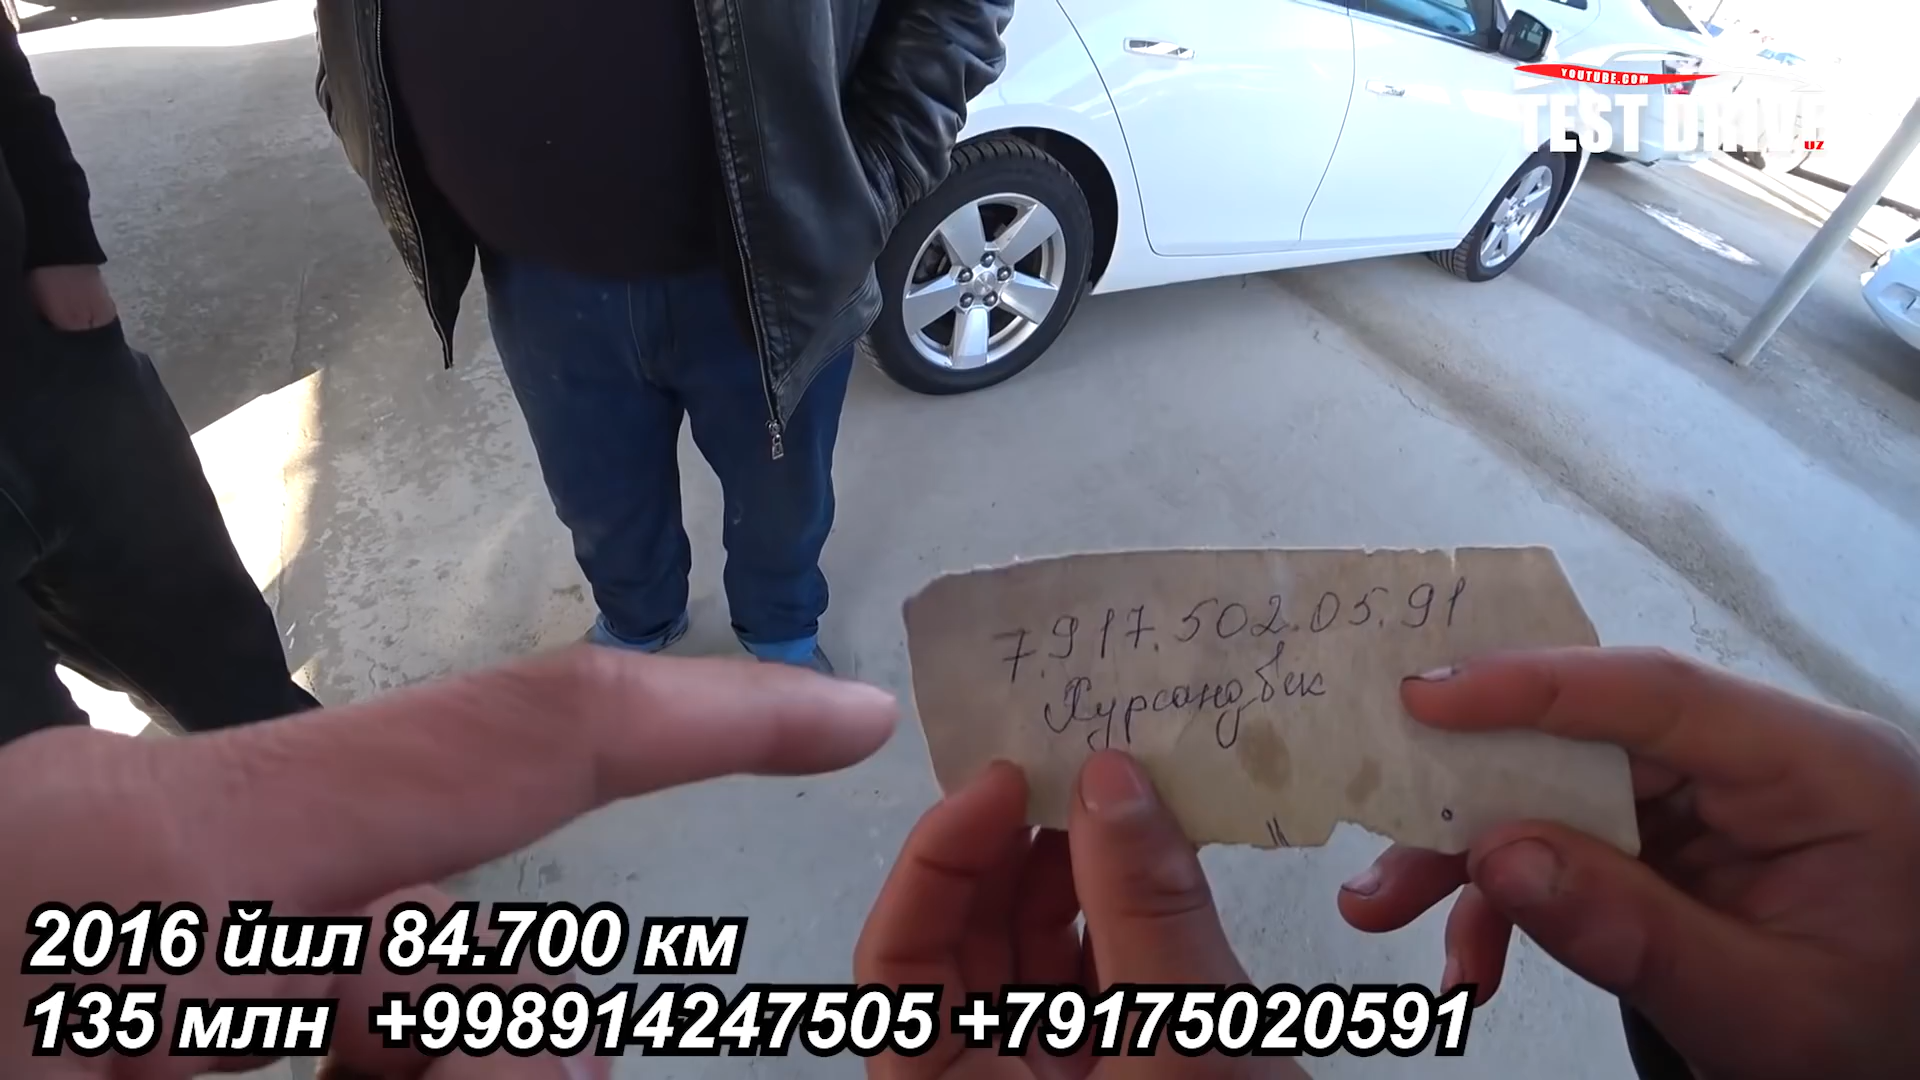 YOUTUBE.COM
TEST DRIVE
UZ
7.917.502.05.91
Хурсандбек
2016 йил 84.700 км
135 млн +998914247505 +79175020591